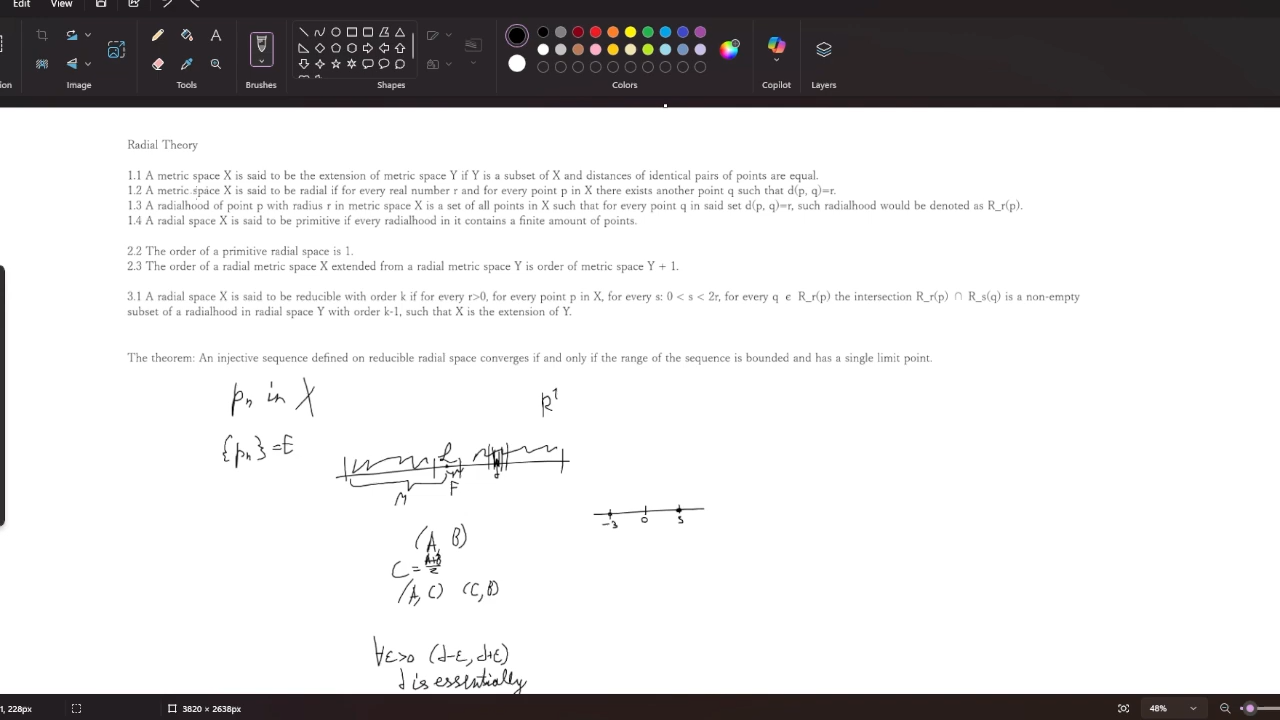 Edit
View
Image
Tools
Brushes
Shapes
Colors
Copilot
Layers
Radial Theory
1.1 A metric space X is said to be the extension of metric space Y if Y is a subset of X and distances of identical pairs of points are equal.
1.2 A metric space X is said to be radial if for every real number r and for every point p in X there exists another point q such that d(p, q)=r.
1.3 A radialhood of point p with radius r in metric space X is a set of all points in X such that for every point q in said set d(p, q)=r, such radialhood would be denoted as R_r(p).
1.4 A radial space X is said to be primitive if every radialhood in it contains a finite amount of points.
2.2 The order of a primitive radial space is 1.
2.3 The order of a radial metric space X extended from a radial metric space Y is order of metric space Y + 1.
3.1 A radial space X is said to be reducible with order k if for every r>0, for every point p in X, for every s: 0 < s < 2r, for every q ϵ R_r(p) the intersection R_r(p) ∩ R_s(q) is a non-empty
subset of a radialhood in radial space Y with order k-1, such that X is the extension of Y.
The theorem: An injective sequence defined on reducible radial space converges if and only if the range of the sequence is bounded and has a single limit point.
pₙ in X
R¹
{pₙ} = E
M
F
-3 0
(A, B)
C = A+B/2
(A, C) (C, B)
∀ε>0 (d-ε, d+ε)
d is essentially
1, 228px
3820 × 2638px
48%